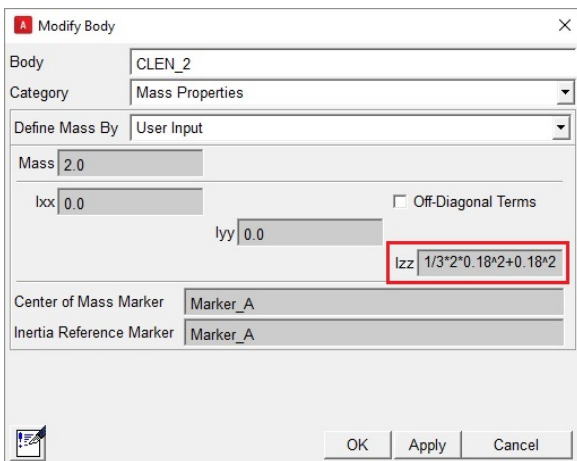 A Modify Body
Body CLEN_2
Category Mass Properties
Define Mass By User Input
Mass 2.0
Ixx 0.0 Off-Diagonal Terms
Iyy 0.0
Izz 1/3*2*0.18^2+0.18^2
Center of Mass Marker Marker_A
Inertia Reference Marker Marker_A
OK Apply Cancel